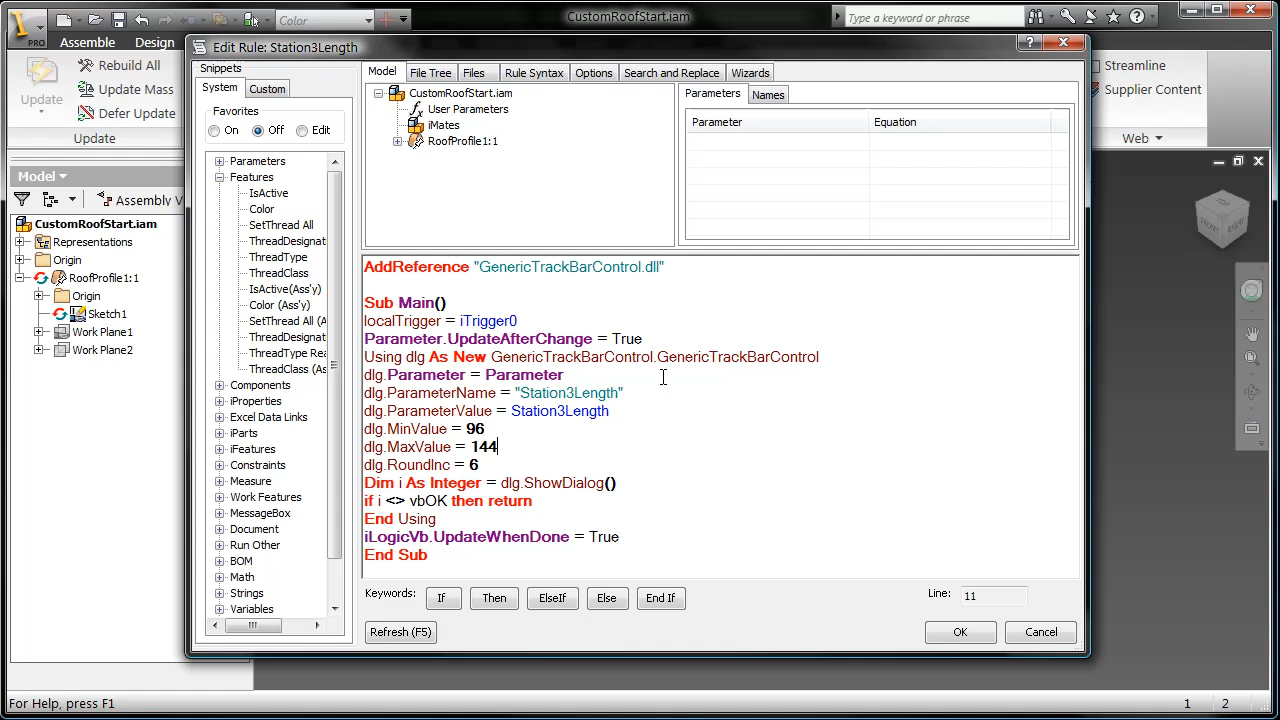 PRO
Color
CustomRoofStart.iam
Type a keyword or phrase
Assemble
Design
Update
Rebuild All
Update Mass
Defer Update
Update
Streamline
Supplier Content
Web
Model
Assembly V
CustomRoofStart.iam
Representations
Origin
RoofProfile1:1
Origin
Sketch1
Work Plane1
Work Plane2
Edit Rule: Station3Length
Snippets
System
Custom
Favorites
On
Off
Edit
Parameters
Features
IsActive
Color
SetThread All
ThreadDesignat
ThreadType
ThreadClass
IsActive(Ass'y)
Color (Ass'y)
SetThread All (A
ThreadDesignat
ThreadType Rea
ThreadClass (As
Components
iProperties
Excel Data Links
iParts
iFeatures
Constraints
Measure
Work Features
MessageBox
Document
Run Other
BOM
Math
Strings
Variables
Model
File Tree
Files
Rule Syntax
Options
Search and Replace
Wizards
CustomRoofStart.iam
User Parameters
iMates
RoofProfile1:1
Parameters
Names
Parameter
Equation
AddReference "GenericTrackBarControl.dll"
Sub Main()
localTrigger = iTrigger0
Parameter.UpdateAfterChange = True
Using dlg As New GenericTrackBarControl.GenericTrackBarControl
dlg.Parameter = Parameter
dlg.ParameterName = "Station3Length"
dlg.ParameterValue = Station3Length
dlg.MinValue = 96
dlg.MaxValue = 144
dlg.RoundInc = 6
Dim i As Integer = dlg.ShowDialog()
if i <> vbOK then return
End Using
iLogicVb.UpdateWhenDone = True
End Sub
Keywords:
If
Then
ElseIf
Else
End If
Line:
11
Refresh (F5)
OK
Cancel
TOP
FRONT
RIGHT
For Help, press F1
1
2